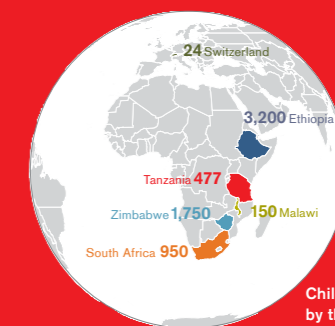 24 Switzerland
3,200 Ethiopia
Tanzania 477
Zimbabwe 1,750
150 Malawi
South Africa 950
Chil
by th